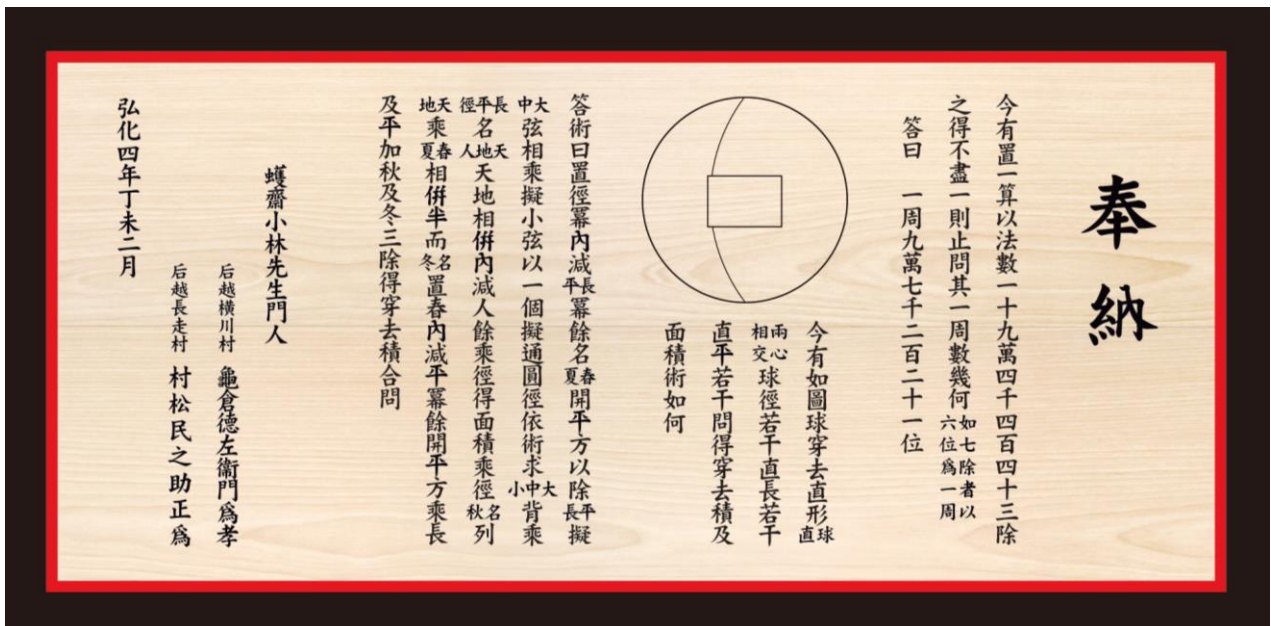 奉納
今有置一算以法數一十九萬四千四百四十三除
之得不盡一則止問其一周數幾何如七除者以六位爲一周
答曰　一周九萬七千二百二十一位
今有如圖球穿去直形球直
兩心相交球徑若干直長若干
直平若干問得穿去積及
面積術如何
答術曰置徑冪內減長平冪餘名春夏開平方以除平長擬
大中弦相乘擬小弦以一個擬通圓徑依術求大中小背乘
長平徑名天地人天地相倂內減人餘乘徑得面積乘徑名秋列
天地乘春夏相倂半而名冬置春內減平冪餘開平方乘長
及平加秋及冬三除得穿去積合問
蠖齋小林先生門人
后越横川村　龜倉德左衞門爲孝
后越長走村　村松民之助正爲
弘化四年丁未二月